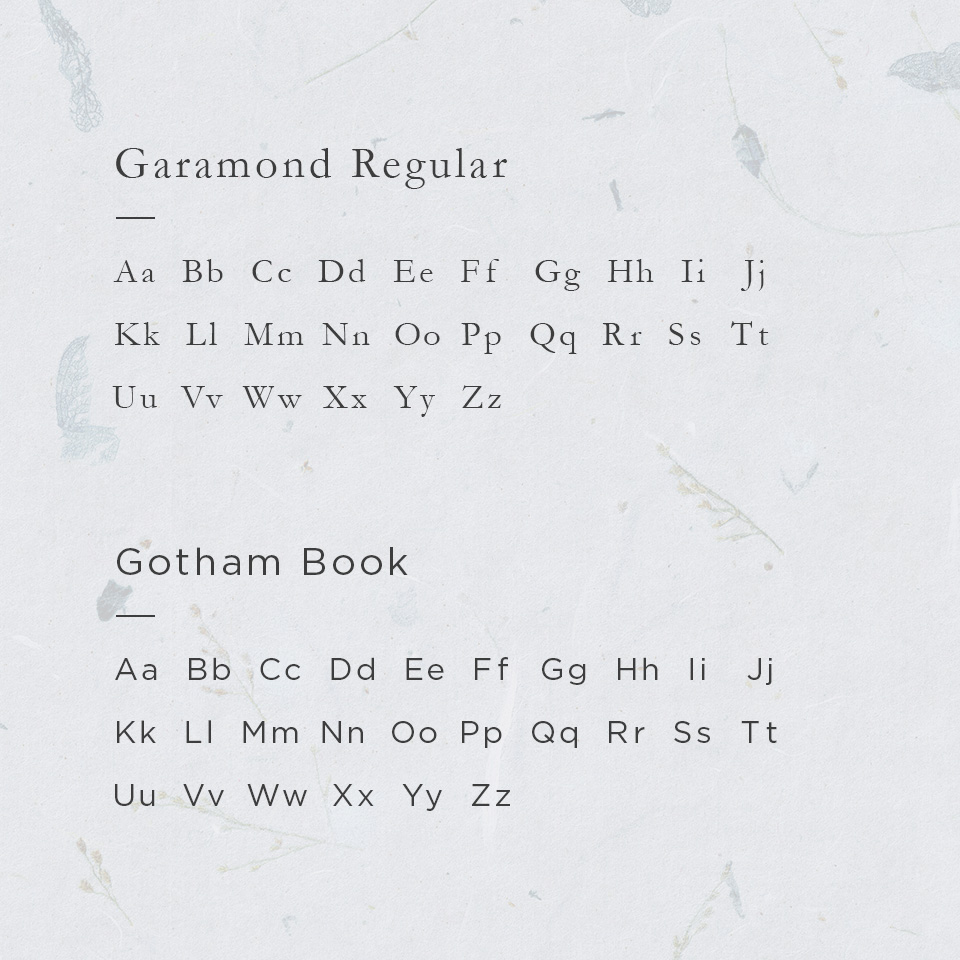 Garamond Regular
Aa Bb Cc Dd Ee Ff Gg Hh Ii Jj
Kk Ll Mm Nn Oo Pp Qq Rr Ss Tt
Uu Vv Ww Xx Yy Zz
Gotham Book
Aa Bb Cc Dd Ee Ff Gg Hh Ii Jj
Kk Ll Mm Nn Oo Pp Qq Rr Ss Tt
Uu Vv Ww Xx Yy Zz